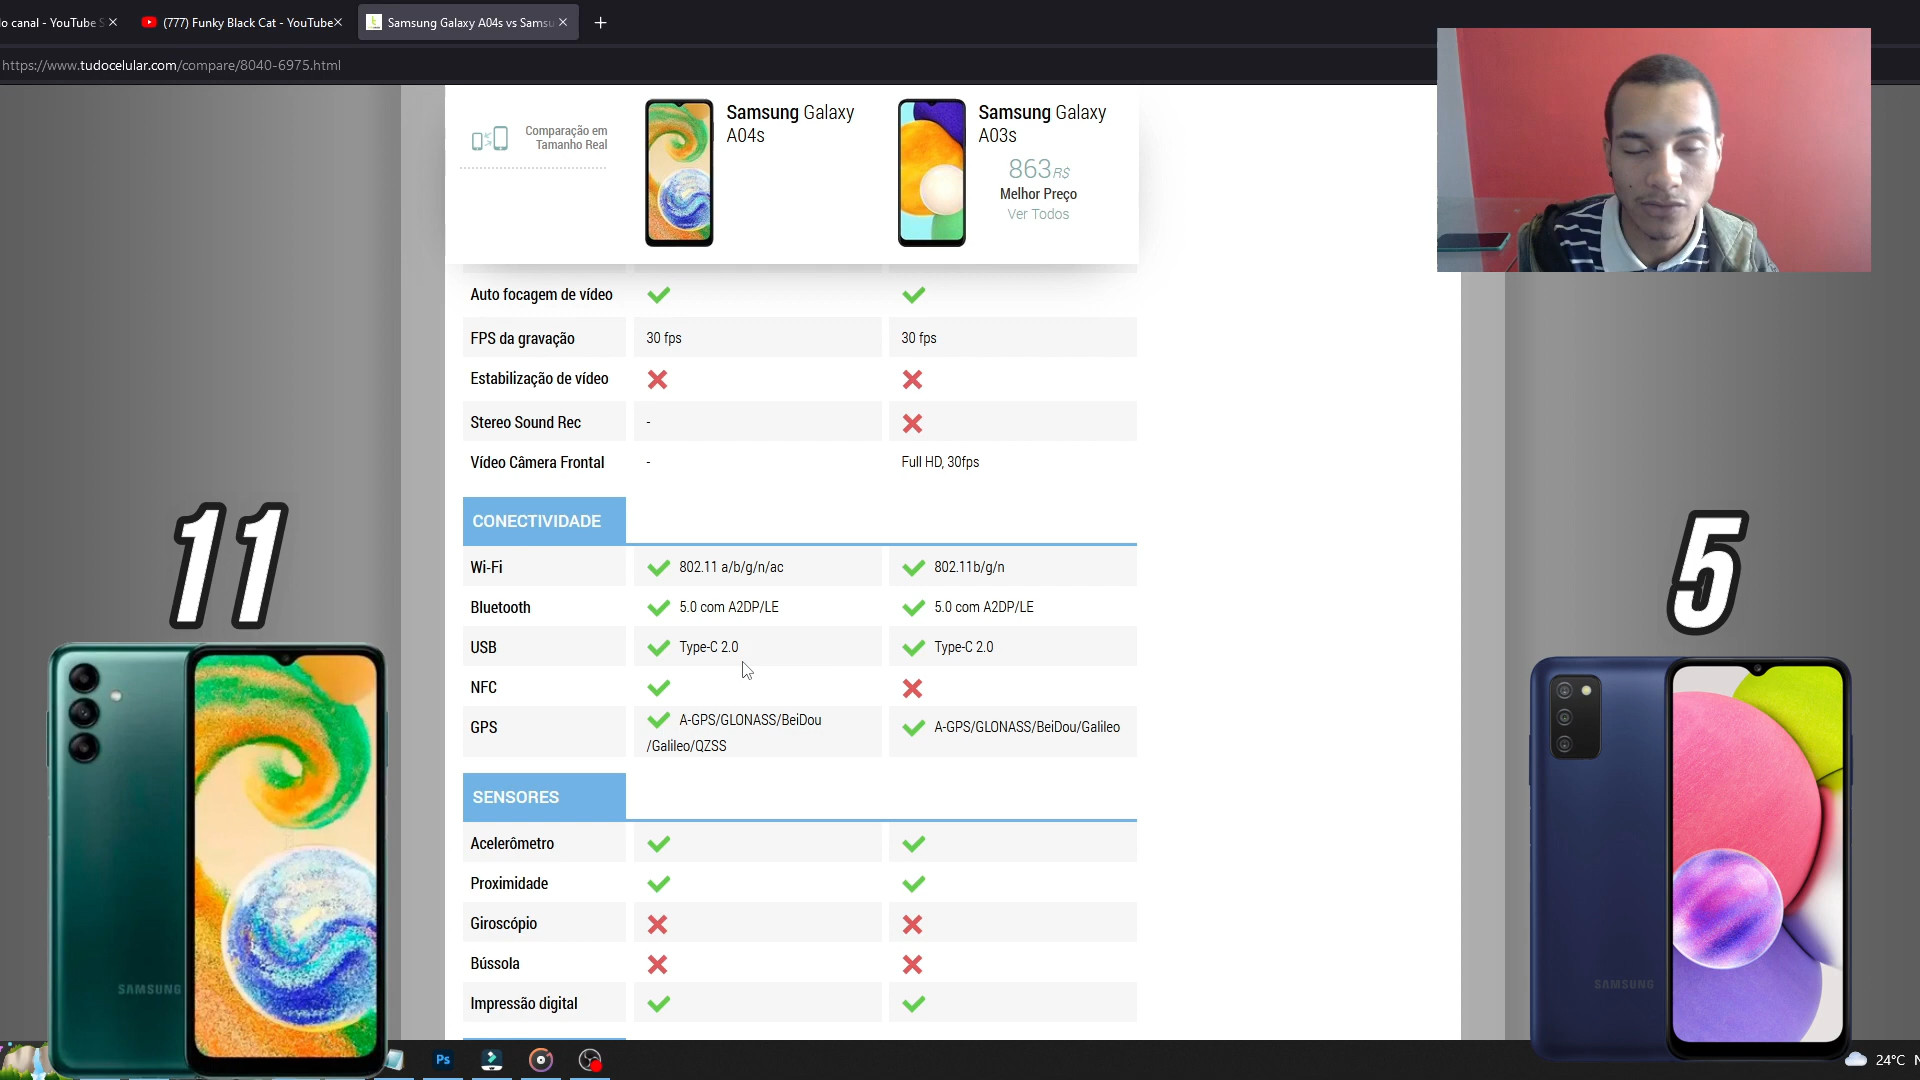 lo canal - YouTube S
(777) Funky Black Cat - YouTube
Samsung Galaxy A04s vs Samsu
https://www.tudocelular.com/compare/8040-6975.html
Comparação em
Tamanho Real
Samsung Galaxy
A04s
Samsung Galaxy
A03s
863R$
Melhor Preço
Ver Todos
Auto focagem de vídeo
FPS da gravação 30 fps 30 fps
Estabilização de vídeo
Stereo Sound Rec -
Vídeo Câmera Frontal - Full HD, 30fps
CONECTIVIDADE
Wi-Fi 802.11 a/b/g/n/ac 802.11b/g/n
Bluetooth 5.0 com A2DP/LE 5.0 com A2DP/LE
USB Type-C 2.0 Type-C 2.0
NFC
GPS A-GPS/GLONASS/BeiDou
/Galileo/QZSS A-GPS/GLONASS/BeiDou/Galileo
SENSORES
Acelerômetro
Proximidade
Giroscópio
Bússola
Impressão digital
11
5
SAMSUNG
SAMSUNG
Ps
24°C N